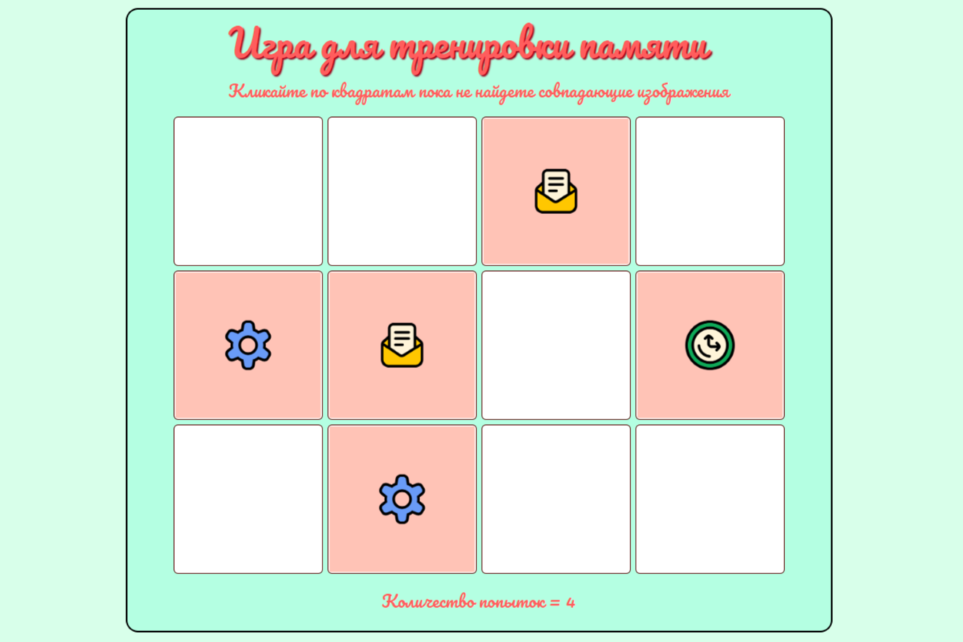 Игра для тренировки памяти
Кликайте по квадратам пока не найдете совпадающие изображения
Количество попыток = 4